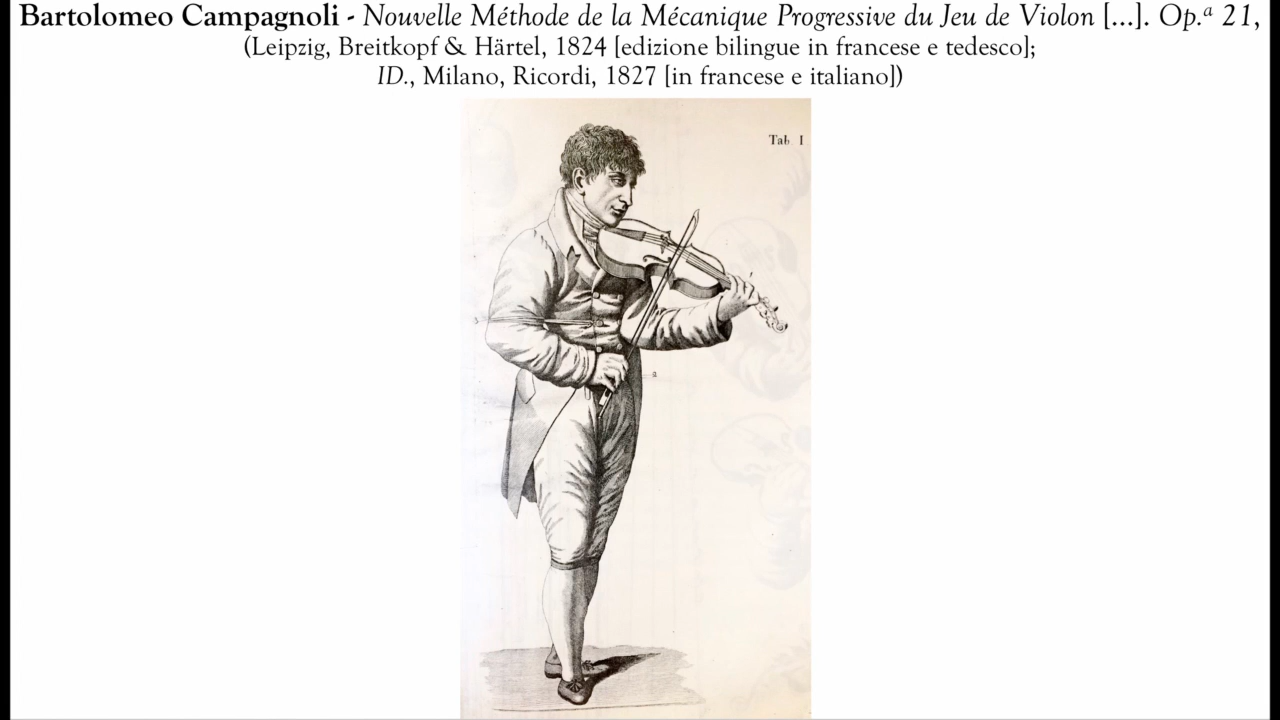 Bartolomeo Campagnoli - Nouvelle Méthode de la Mécanique Progressive du Jeu de Violon [...]. Op.ª 21,
(Leipzig, Breitkopf & Härtel, 1824 [edizione bilingue in francese e tedesco];
ID., Milano, Ricordi, 1827 [in francese e italiano])
Tab. I